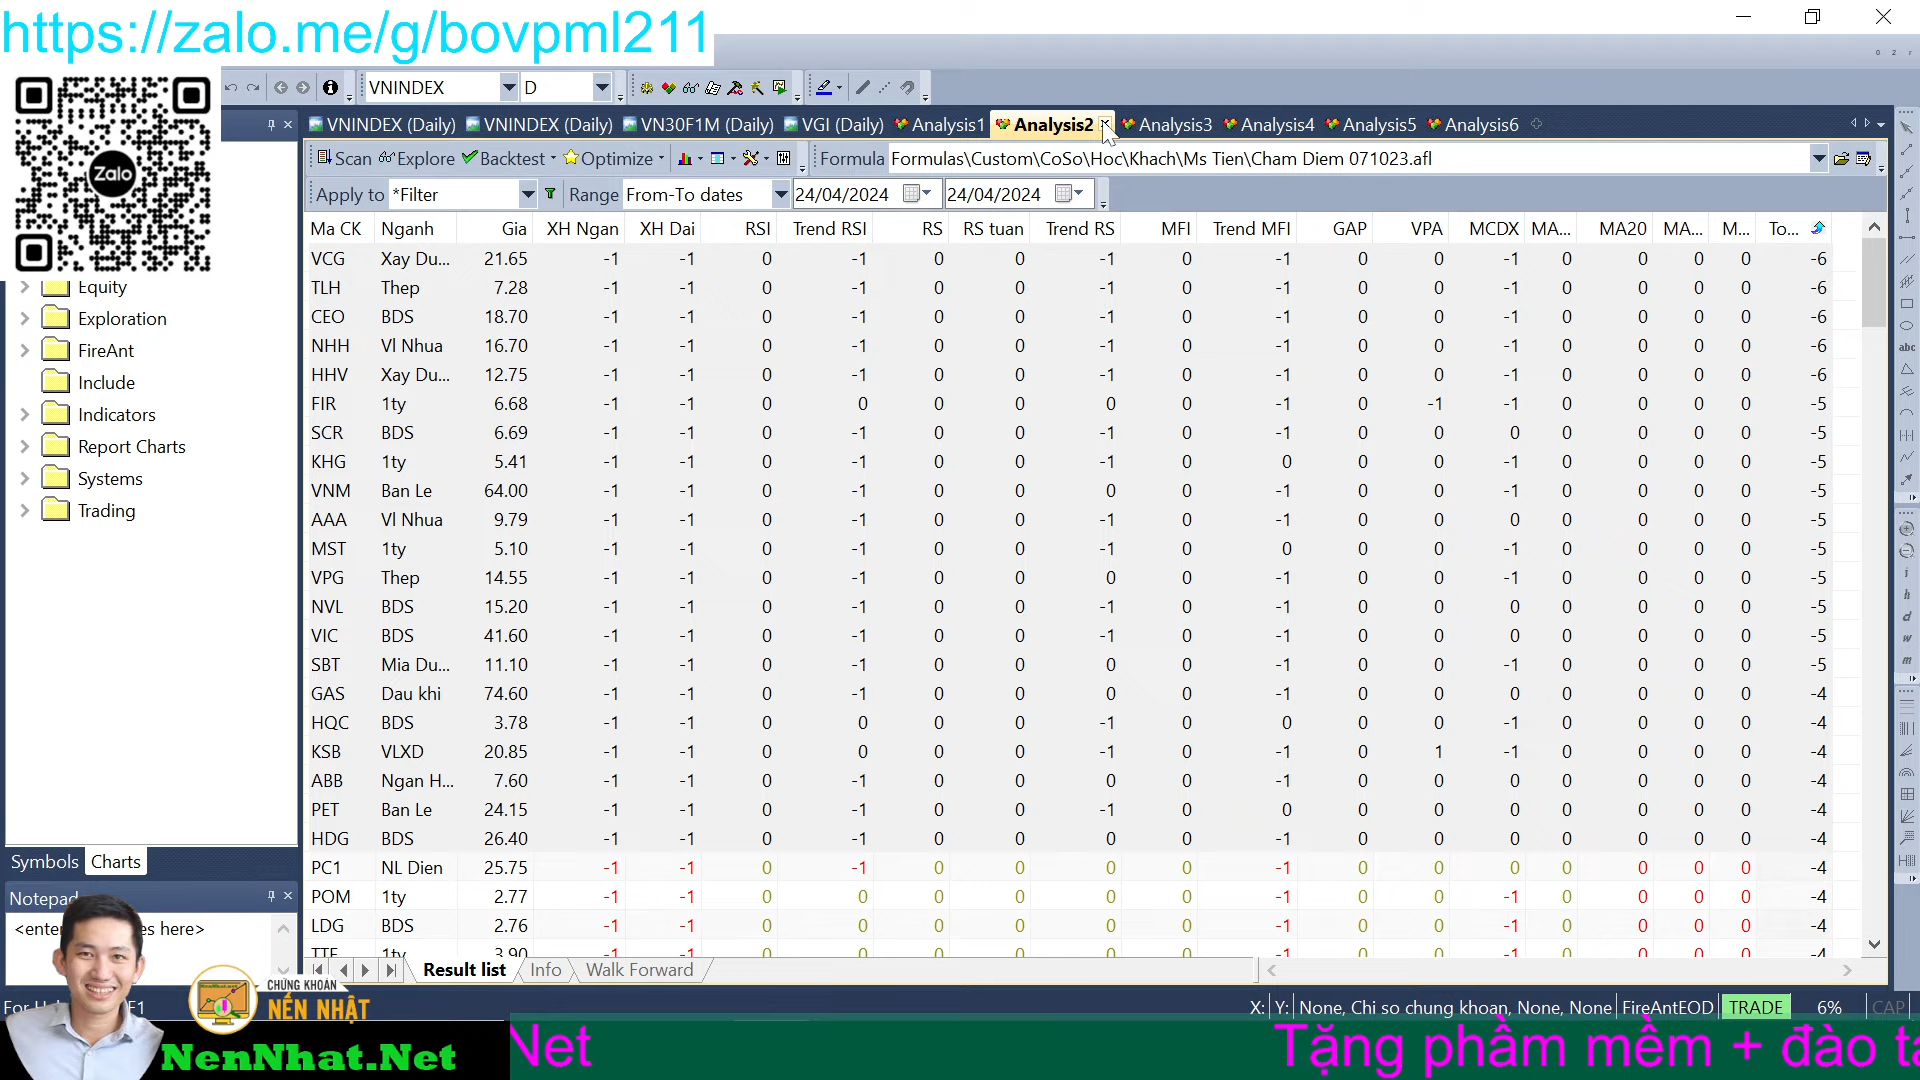 https://zalo.me/g/bovpml211
Zalo
VNINDEX D
VNINDEX (Daily) VNINDEX (Daily) VN30F1M (Daily) VGI (Daily) Analysis1 Analysis2 Analysis3 Analysis4 Analysis5 Analysis6
Scan Explore Backtest Optimize Formula Formulas\Custom\CoSo\Hoc\Khach\Ms Tien\Cham Diem 071023.afl
Apply to *Filter Range From-To dates 24/04/2024 24/04/2024
Ma CK Nganh Gia XH Ngan XH Dai RSI Trend RSI RS RS tuan Trend RS MFI Trend MFI GAP VPA MCDX MA... MA20 MA... M... To...
VCG Xay Du... 21.65 -1 -1 0 -1 0 0 -1 0 -1 0 0 -1 0 0 0 0 -6
TLH Thep 7.28 -1 -1 0 -1 0 0 -1 0 -1 0 0 -1 0 0 0 0 -6
CEO BDS 18.70 -1 -1 0 -1 0 0 -1 0 -1 0 0 -1 0 0 0 0 -6
NHH Vl Nhua 16.70 -1 -1 0 -1 0 0 -1 0 -1 0 0 -1 0 0 0 0 -6
HHV Xay Du... 12.75 -1 -1 0 -1 0 0 -1 0 -1 0 0 -1 0 0 0 0 -6
FIR 1ty 6.68 -1 -1 0 0 0 0 0 0 -1 0 -1 -1 0 0 0 0 -5
SCR BDS 6.69 -1 -1 0 -1 0 0 -1 0 -1 0 0 0 0 0 0 0 -5
KHG 1ty 5.41 -1 -1 0 -1 0 0 -1 0 0 0 0 -1 0 0 0 0 -5
VNM Ban Le 64.00 -1 -1 0 -1 0 0 0 0 -1 0 0 -1 0 0 0 0 -5
AAA Vl Nhua 9.79 -1 -1 0 -1 0 0 -1 0 -1 0 0 0 0 0 0 0 -5
MST 1ty 5.10 -1 -1 0 -1 0 0 -1 0 0 0 0 -1 0 0 0 0 -5
VPG Thep 14.55 -1 -1 0 -1 0 0 0 0 -1 0 0 -1 0 0 0 0 -5
NVL BDS 15.20 -1 -1 0 -1 0 0 -1 0 -1 0 0 0 0 0 0 0 -5
VIC BDS 41.60 -1 -1 0 -1 0 0 -1 0 -1 0 0 0 0 0 0 0 -5
SBT Mia Du... 11.10 -1 -1 0 -1 0 0 0 0 -1 0 0 -1 0 0 0 0 -5
GAS Dau khi 74.60 -1 -1 0 -1 0 0 0 0 -1 0 0 0 0 0 0 0 -4
HQC BDS 3.78 -1 -1 0 0 0 0 -1 0 0 0 0 -1 0 0 0 0 -4
KSB VLXD 20.85 -1 -1 0 0 0 0 -1 0 -1 0 1 -1 0 0 0 0 -4
ABB Ngan H... 7.60 -1 -1 0 -1 0 0 0 0 -1 0 0 0 0 0 0 0 -4
PET Ban Le 24.15 -1 -1 0 -1 0 0 -1 0 0 0 0 0 0 0 0 0 -4
HDG BDS 26.40 -1 -1 0 -1 0 0 0 0 -1 0 0 0 0 0 0 0 -4
PC1 NL Dien 25.75 -1 -1 0 -1 0 0 0 0 -1 0 0 0 0 0 0 0 -4
POM 1ty 2.77 -1 -1 0 0 0 0 0 0 -1 0 0 -1 0 0 0 0 -4
LDG BDS 2.76 -1 -1 0 0 0 0 0 0 -1 0 0 -1 0 0 0 0 -4
TTF 1ty 3.90 -1 -1 0 0 0 0 0 0 -1 0 0 -1 0 0 0 0 -4
Equity
Exploration
FireAnt
Include
Indicators
Report Charts
Systems
Trading
Symbols Charts
Notepad
<enter es here>
Result list Info Walk Forward
For F1
X: Y: None, Chi so chung khoan, None, None FireAntEOD TRADE 6% CAP
CHỨNG KHOÁN
NẾN NHẬT
NenNhat.Net
Net Tặng phầm mềm + đào
abc
i
h
d
w
m